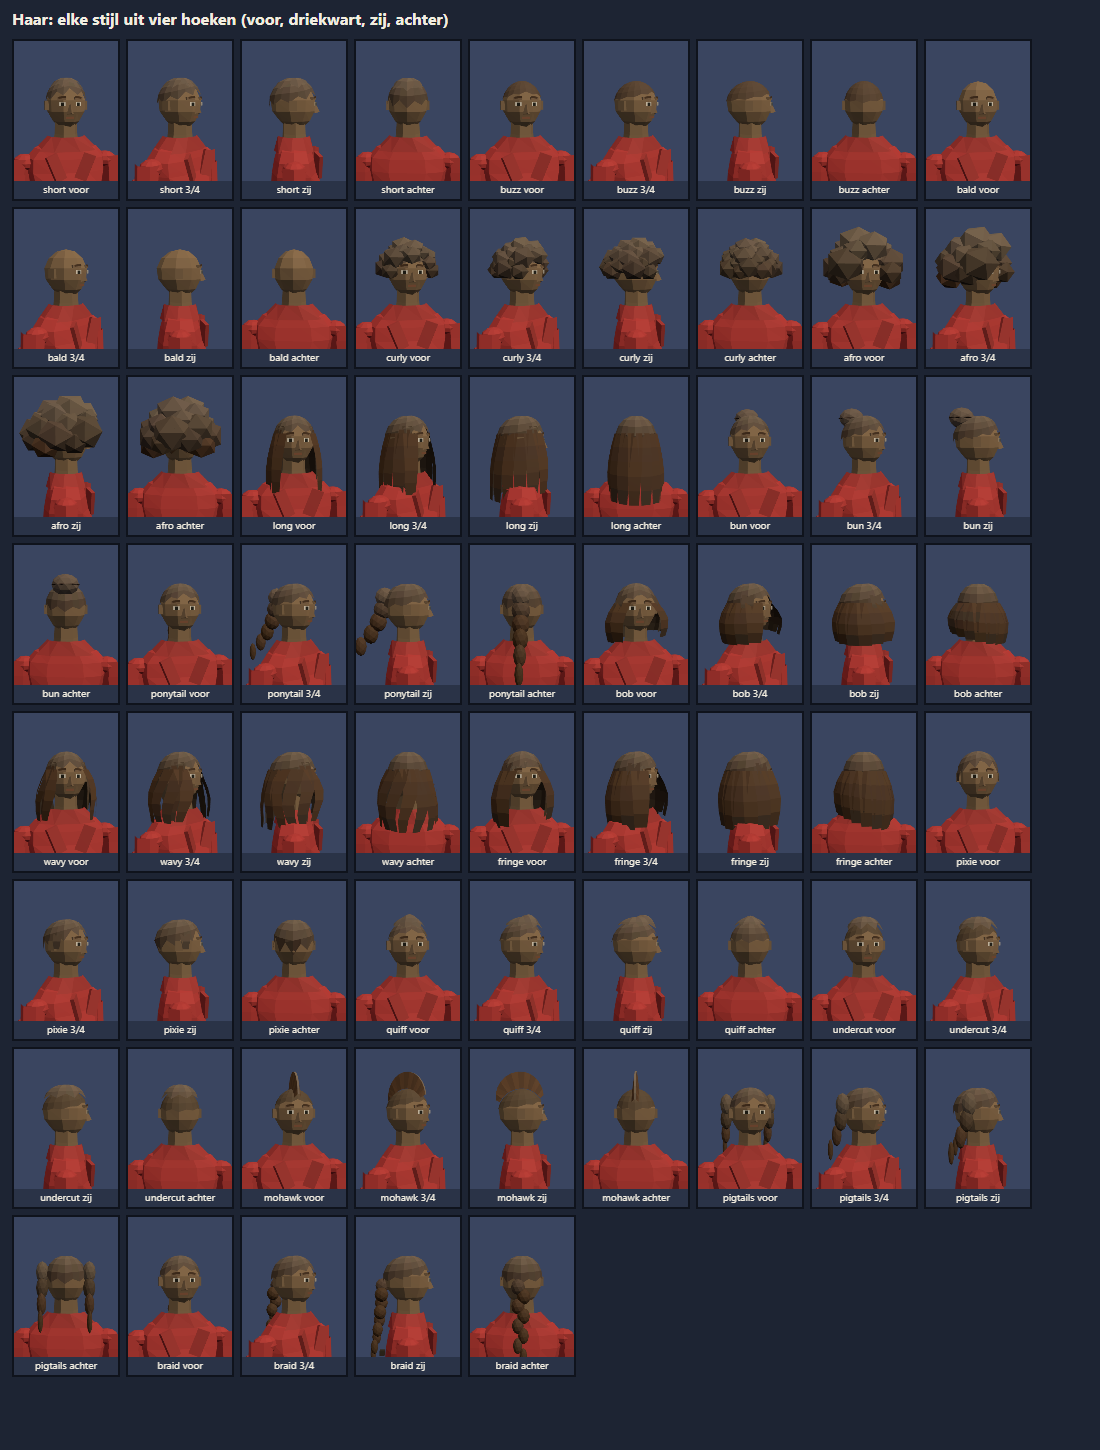 Haar: elke stijl uit vier hoeken (voor, driekwart, zij, achter)
short voor
short 3/4
short zij
short achter
buzz voor
buzz 3/4
buzz zij
buzz achter
bald voor
bald 3/4
bald zij
bald achter
curly voor
curly 3/4
curly zij
curly achter
afro voor
afro 3/4
afro zij
afro achter
long voor
long 3/4
long zij
long achter
bun voor
bun 3/4
bun zij
bun achter
ponytail voor
ponytail 3/4
ponytail zij
ponytail achter
bob voor
bob 3/4
bob zij
bob achter
wavy voor
wavy 3/4
wavy zij
wavy achter
fringe voor
fringe 3/4
fringe zij
fringe achter
pixie voor
pixie 3/4
pixie zij
pixie achter
quiff voor
quiff 3/4
quiff zij
quiff achter
undercut voor
undercut 3/4
undercut zij
undercut achter
mohawk voor
mohawk 3/4
mohawk zij
mohawk achter
pigtails voor
pigtails 3/4
pigtails zij
pigtails achter
braid voor
braid 3/4
braid zij
braid achter